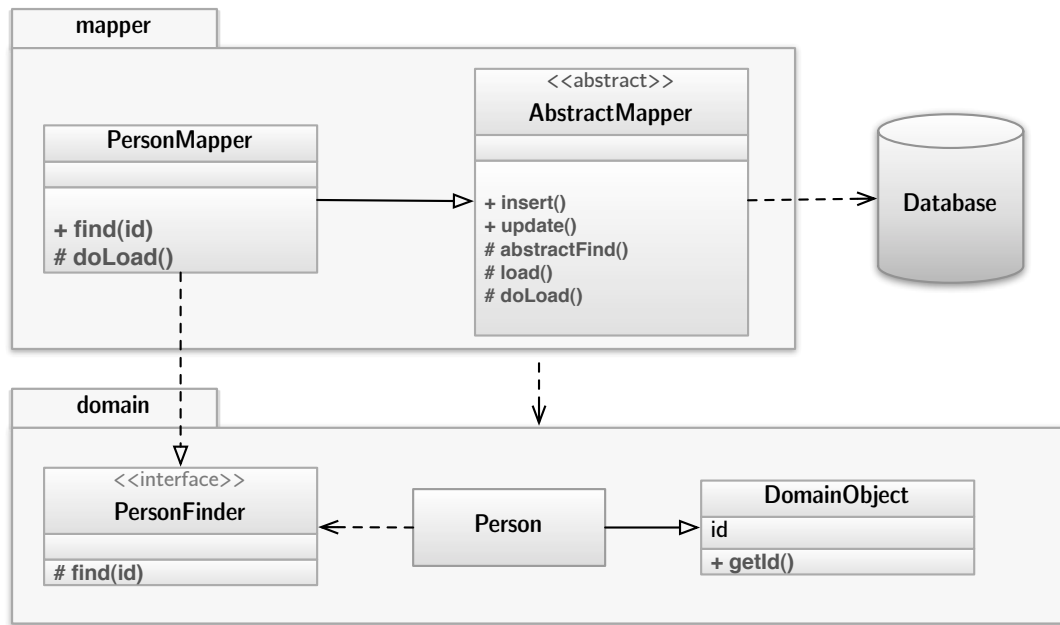 mapper
PersonMapper
+ find(id)
# doLoad()
<<abstract>>
AbstractMapper
+ insert()
+ update()
# abstractFind()
# load()
# doLoad()
Database
domain
<<interface>>
PersonFinder
# find(id)
Person
DomainObject
id
+ getId()